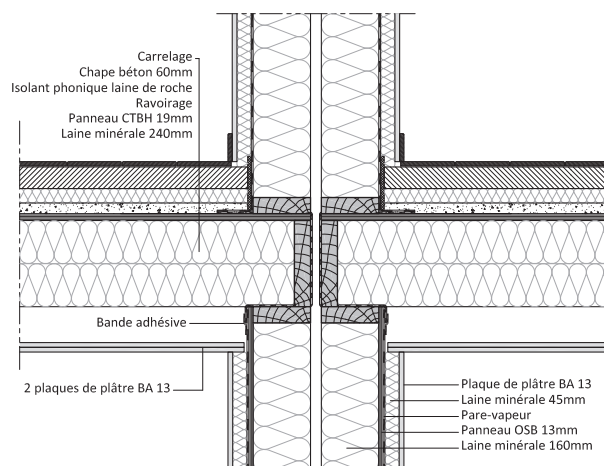 Carrelage
Chape béton 60mm
Isolant phonique laine de roche
Ravoirage
Panneau CTBH 19mm
Laine minérale 240mm
Bande adhésive
2 plaques de plâtre BA 13
Plaque de plâtre BA 13
Laine minérale 45mm
Pare-vapeur
Panneau OSB 13mm
Laine minérale 160mm